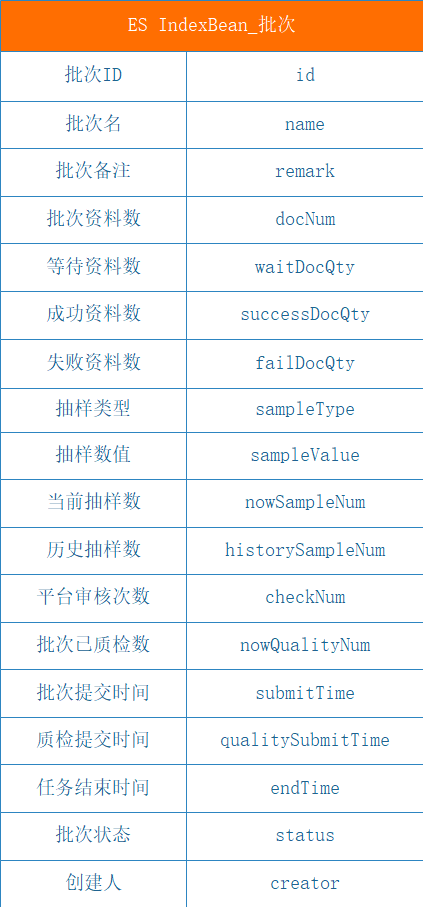 ES IndexBean_批次
批次ID id
批次名 name
批次备注 remark
批次资料数 docNum
等待资料数 waitDocQty
成功资料数 successDocQty
失败资料数 failDocQty
抽样类型 sampleType
抽样数值 sampleValue
当前抽样数 nowSampleNum
历史抽样数 historySampleNum
平台审核次数 checkNum
批次已质检数 nowQualityNum
批次提交时间 submitTime
质检提交时间 qualitySubmitTime
任务结束时间 endTime
批次状态 status
创建人 creator